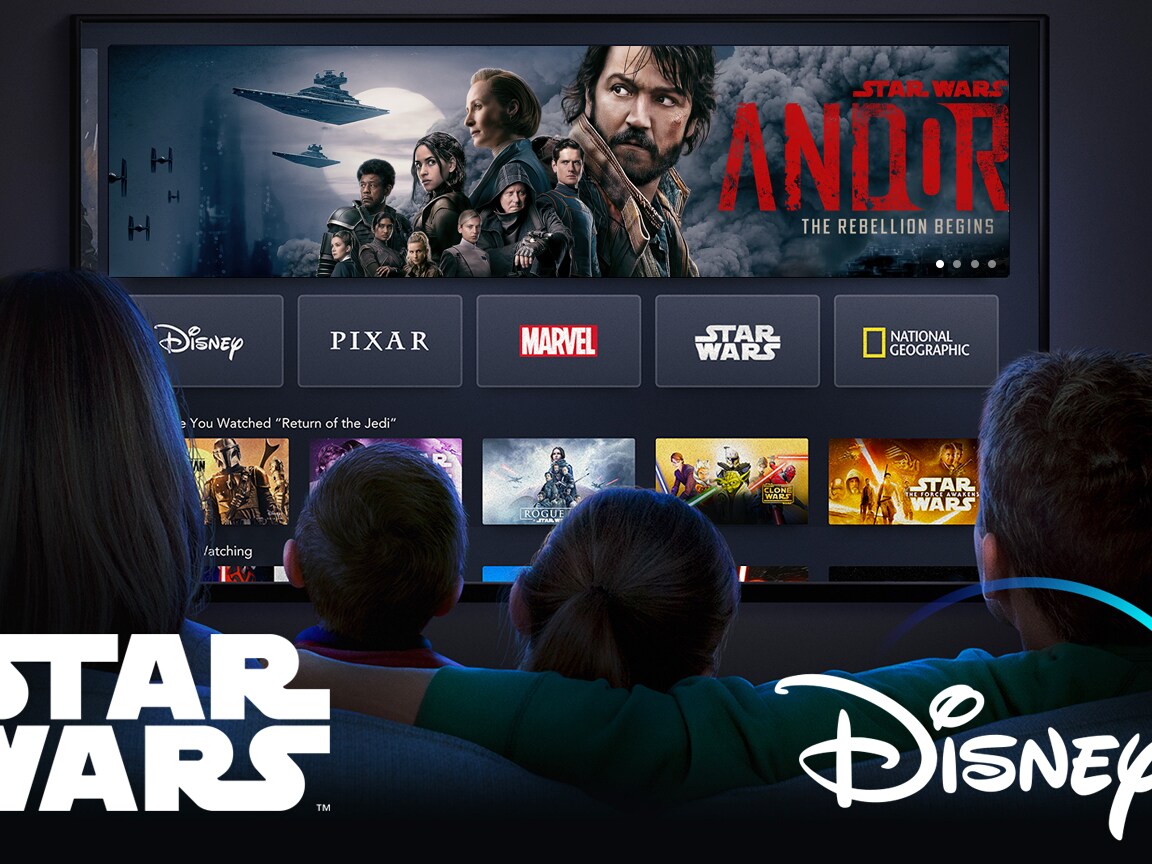 STAR WARS
ANDOR
THE REBELLION BEGINS
Disney
PIXAR
MARVEL
STAR
WARS
NATIONAL
GEOGRAPHIC
You Watched "Return of the Jedi"
ROGUE
CLONE
WARS
STAR
THE FORCE AWAKENS
WARS
Watching
STAR
WARS
TM
Disney